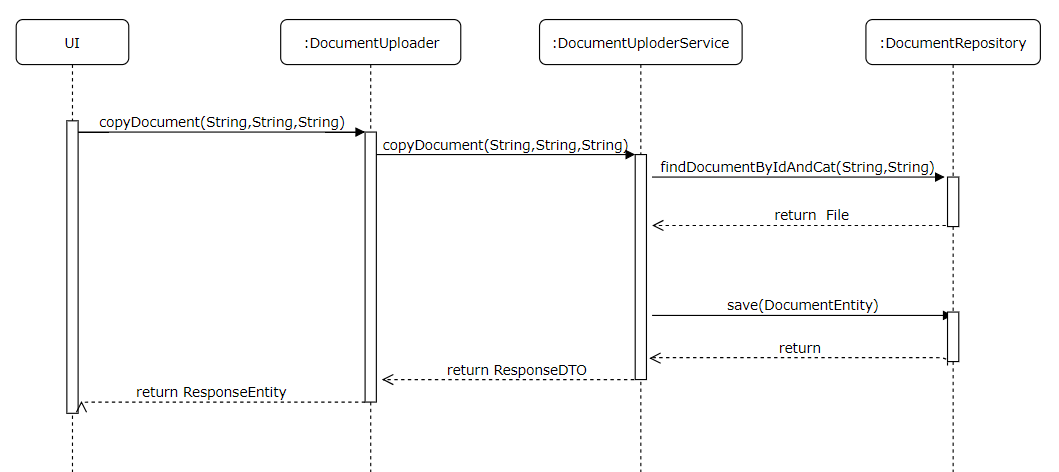 UI
:DocumentUploader
:DocumentUploderService
:DocumentRepository
copyDocument(String,String,String)
copyDocument(String,String,String)
findDocumentByIdAndCat(String,String)
return File
save(DocumentEntity)
return
return ResponseDTO
return ResponseEntity